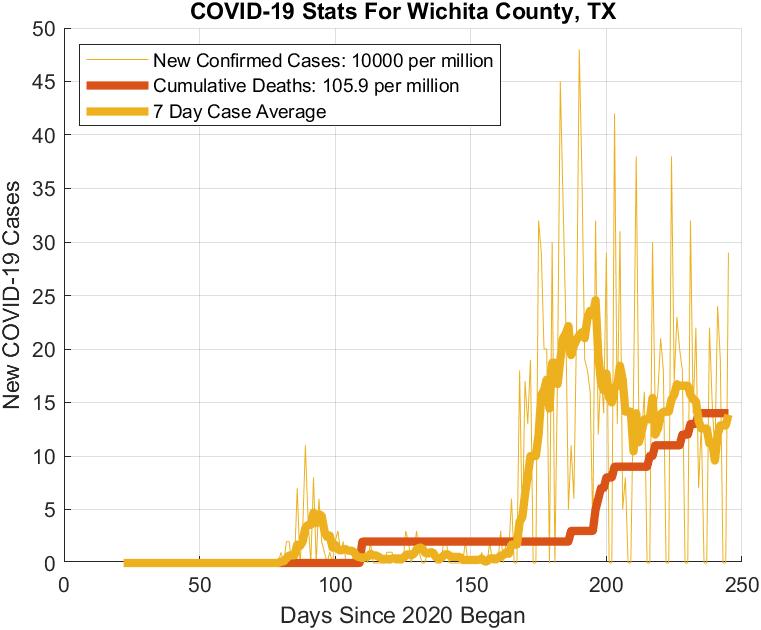 COVID-19 Stats For Wichita County, TX
New Confirmed Cases: 10000 per million
Cumulative Deaths: 105.9 per million
7 Day Case Average
New COVID-19 Cases
50
45
40
35
30
25
20
15
10
5
0
0 50 100 150 200 250
Days Since 2020 Began